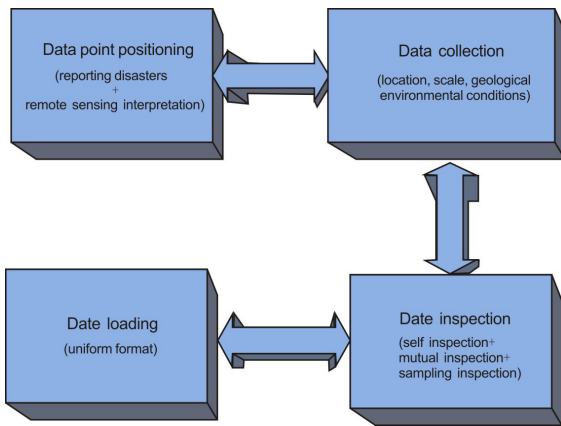 Data point positioning
(reporting disasters
+
remote sensing interpretation)
Data collection
(location, scale, geological
environmental conditions)
Date loading
(uniform format)
Date inspection
(self inspection+
mutual inspection+
sampling inspection)